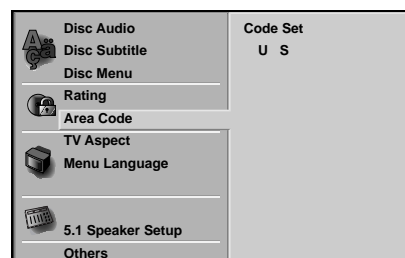 Disc Audio
Disc Subtitle
Disc Menu
Rating
Area Code
TV Aspect
Menu Language
5.1 Speaker Setup
Others
Code Set
U S